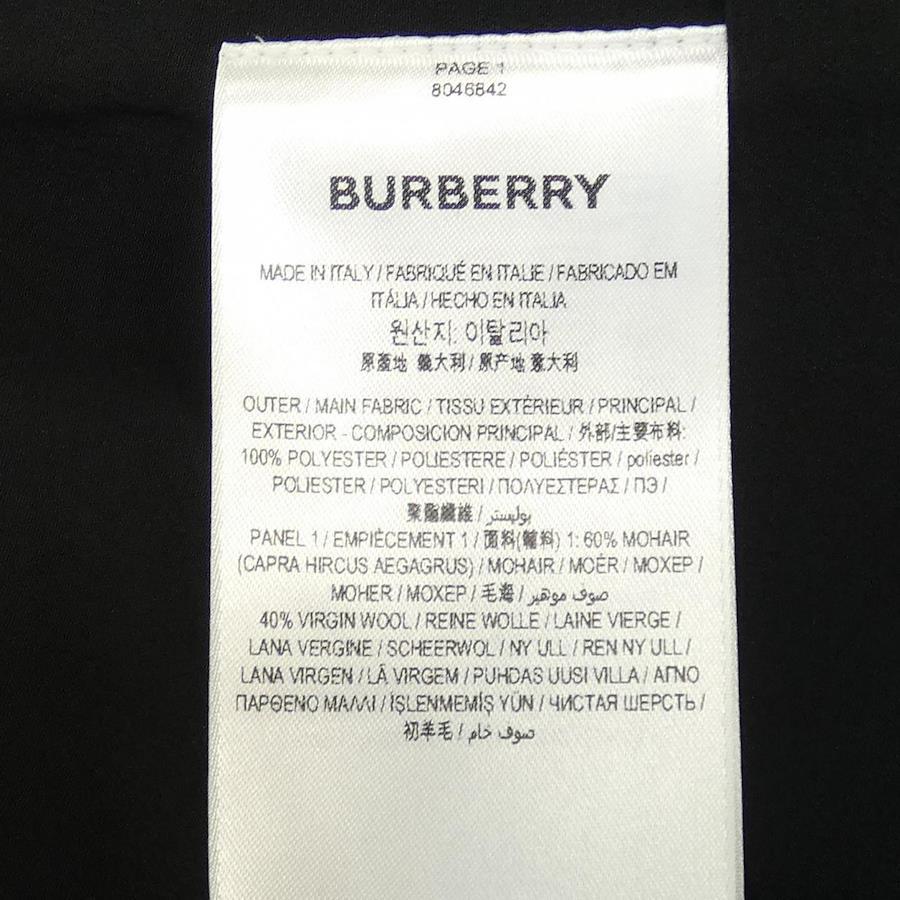 PAGE 1
8046842
BURBERRY
MADE IN ITALY / FABRIQUÉ EN ITALIE / FABRICADO EM
ITÁLIA / HECHO EN ITALIA
원산지: 이탈리아
原產地 義大利 / 原产地 意大利
OUTER / MAIN FABRIC / TISSU EXTÉRIEUR / PRINCIPAL /
EXTERIOR - COMPOSICION PRINCIPAL / 外部/主要布料:
100% POLYESTER / POLIESTERE / POLIÉSTER / poliester /
POLIESTER / POLYESTERI / ΠΟΛΥΕΣΤΕΡΑΣ / ПЭ /
聚酯纖維 / بوليستر
PANEL 1 / EMPIÈCEMENT 1 / 面料(輔料) 1: 60% MOHAIR
(CAPRA HIRCUS AEGAGRUS) / MOHAIR / MOÉR / MOXEP /
MOHER / МОХЕР / 毛海 / صوف موهير
40% VIRGIN WOOL / REINE WOLLE / LAINE VIERGE /
LANA VERGINE / SCHEERWOL / NY ULL / REN NY ULL /
LANA VIRGEN / LÃ VIRGEM / PUHDAS UUSI VILLA / ΑΓΝΟ
ΠΑΡΘΕΝΟ ΜΑΛΛΙ / İŞLENMEMİŞ YÜN / ЧИСТАЯ ШЕРСТЬ /
初羊毛 / صوف خام